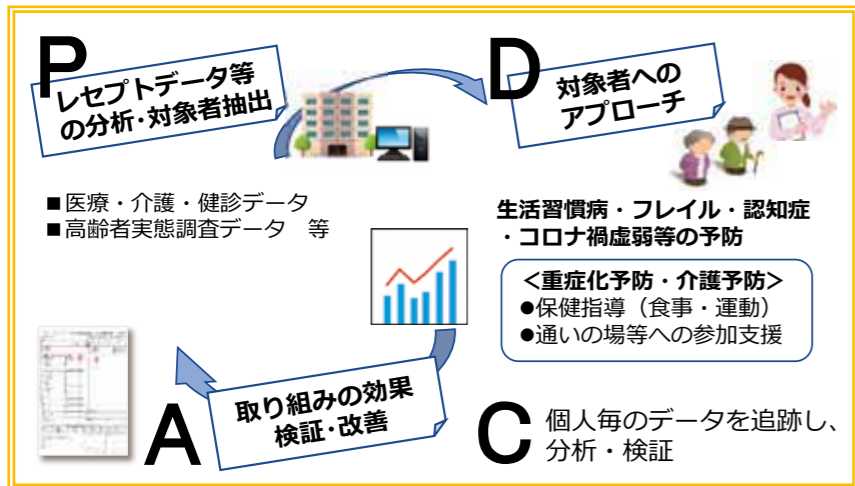 P
レセプトデータ等
の分析・対象者抽出
■医療・介護・健診データ
■高齢者実態調査データ　等
D
対象者への
アプローチ
生活習慣病・フレイル・認知症
・コロナ禍虚弱等の予防
＜重症化予防・介護予防＞
●保健指導（食事・運動）
●通いの場等への参加支援
C
個人毎のデータを追跡し、
分析・検証
A
取り組みの効果
検証・改善